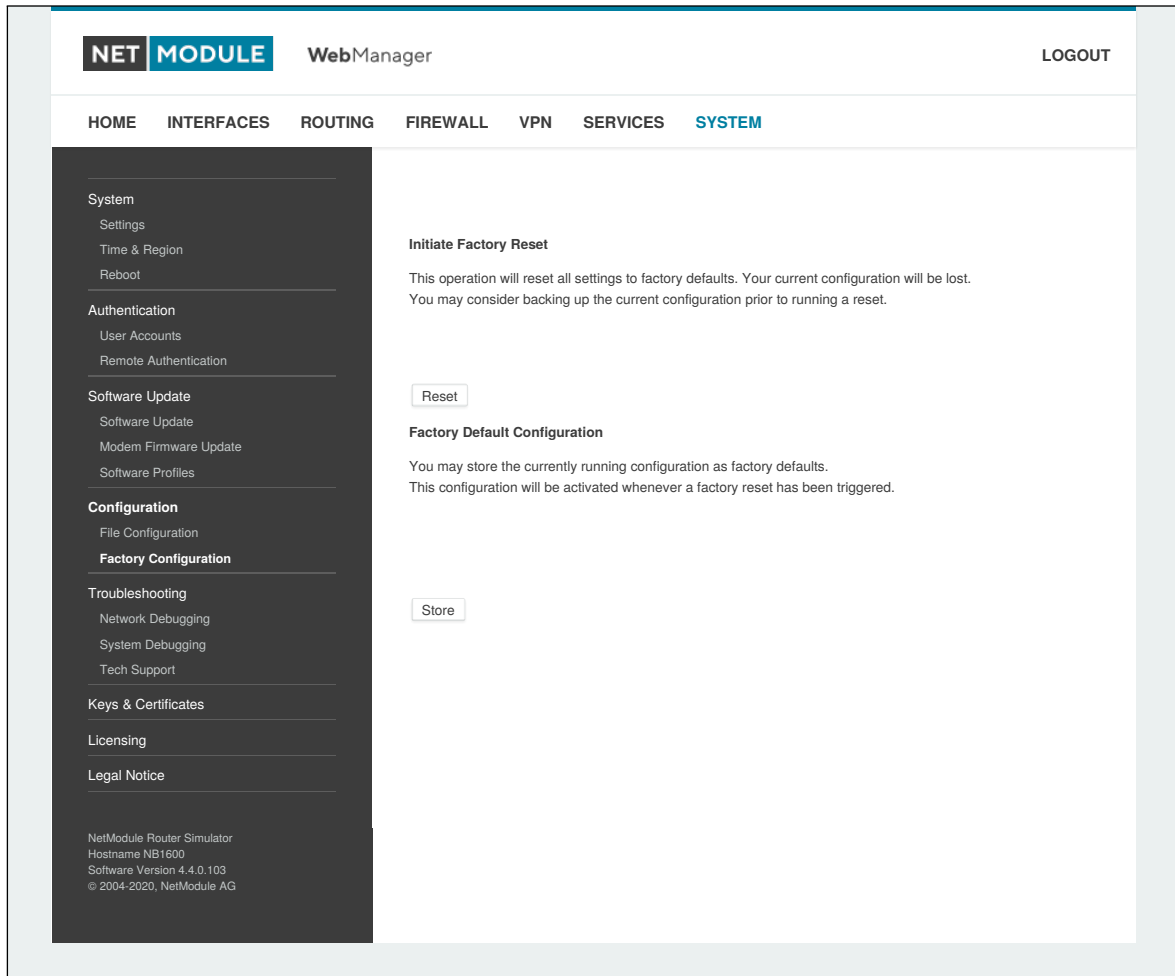 NET MODULE WebManager LOGOUT
HOME INTERFACES ROUTING FIREWALL VPN SERVICES SYSTEM
System
Settings
Time & Region
Reboot
Authentication
User Accounts
Remote Authentication
Software Update
Software Update
Modem Firmware Update
Software Profiles
Configuration
File Configuration
Factory Configuration
Troubleshooting
Network Debugging
System Debugging
Tech Support
Keys & Certificates
Licensing
Legal Notice
NetModule Router Simulator
Hostname NB1600
Software Version 4.4.0.103
© 2004-2020, NetModule AG
Initiate Factory Reset
This operation will reset all settings to factory defaults. Your current configuration will be lost.
You may consider backing up the current configuration prior to running a reset.
Reset
Factory Default Configuration
You may store the currently running configuration as factory defaults.
This configuration will be activated whenever a factory reset has been triggered.
Store